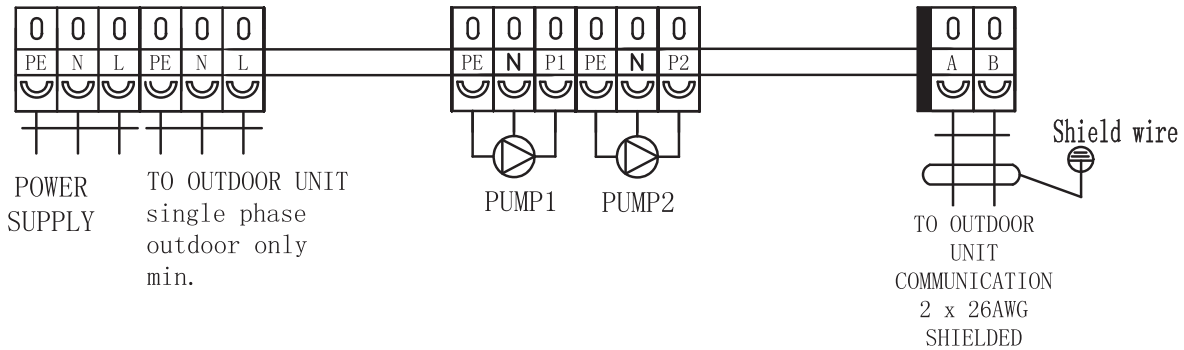 0 0 0 0 0 0
PE N L PE N L
POWER
SUPPLY
TO OUTDOOR UNIT
single phase
outdoor only
min.
0 0 0 0 0 0
PE N P1 PE N P2
PUMP1
PUMP2
0 0
A B
Shield wire
TO OUTDOOR
UNIT
COMMUNICATION
2 x 26AWG
SHIELDED